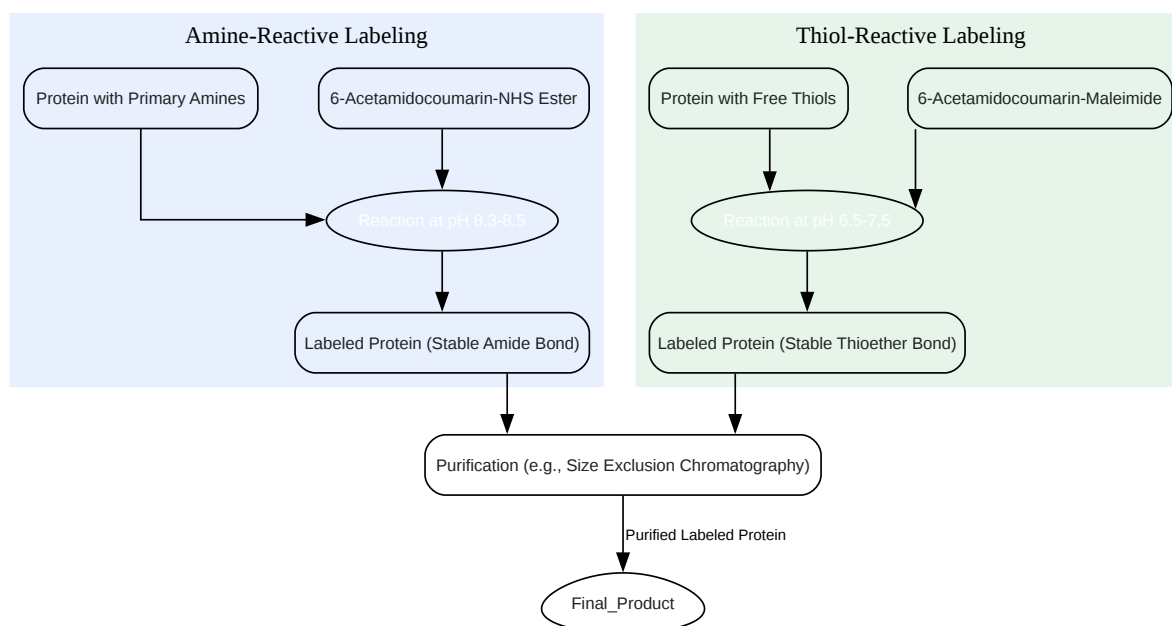 Amine-Reactive Labeling
Protein with Primary Amines
6-Acetamidocoumarin-NHS Ester
Reaction at pH 8.3-8.5
Labeled Protein (Stable Amide Bond)
Thiol-Reactive Labeling
Protein with Free Thiols
6-Acetamidocoumarin-Maleimide
Reaction at pH 6.5-7.5
Labeled Protein (Stable Thioether Bond)
Purification (e.g., Size Exclusion Chromatography)
Purified Labeled Protein
Final_Product